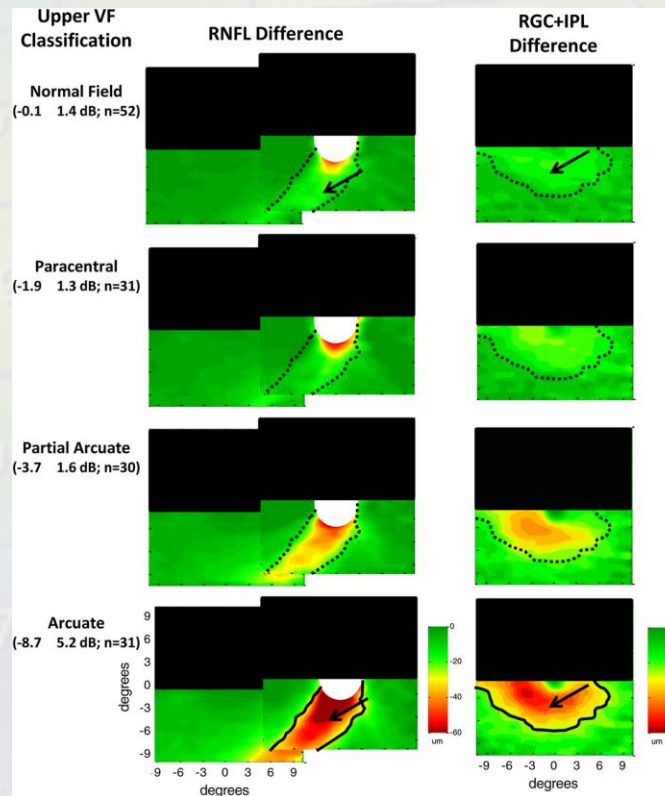 Upper VF
Classification
RNFL Difference
RGC+IPL
Difference
Normal Field
(-0.1 1.4 dB; n=52)
Paracentral
(-1.9 1.3 dB; n=31)
Partial Arcuate
(-3.7 1.6 dB; n=30)
Arcuate
(-8.7 5.2 dB; n=31)
9
6
3
0
-3
-6
-9
degrees
-9 -6 -3 0 3 6 9
degrees
0
-20
-40
-60
um
-9 -6 -3 0 3 6 9
degrees
um